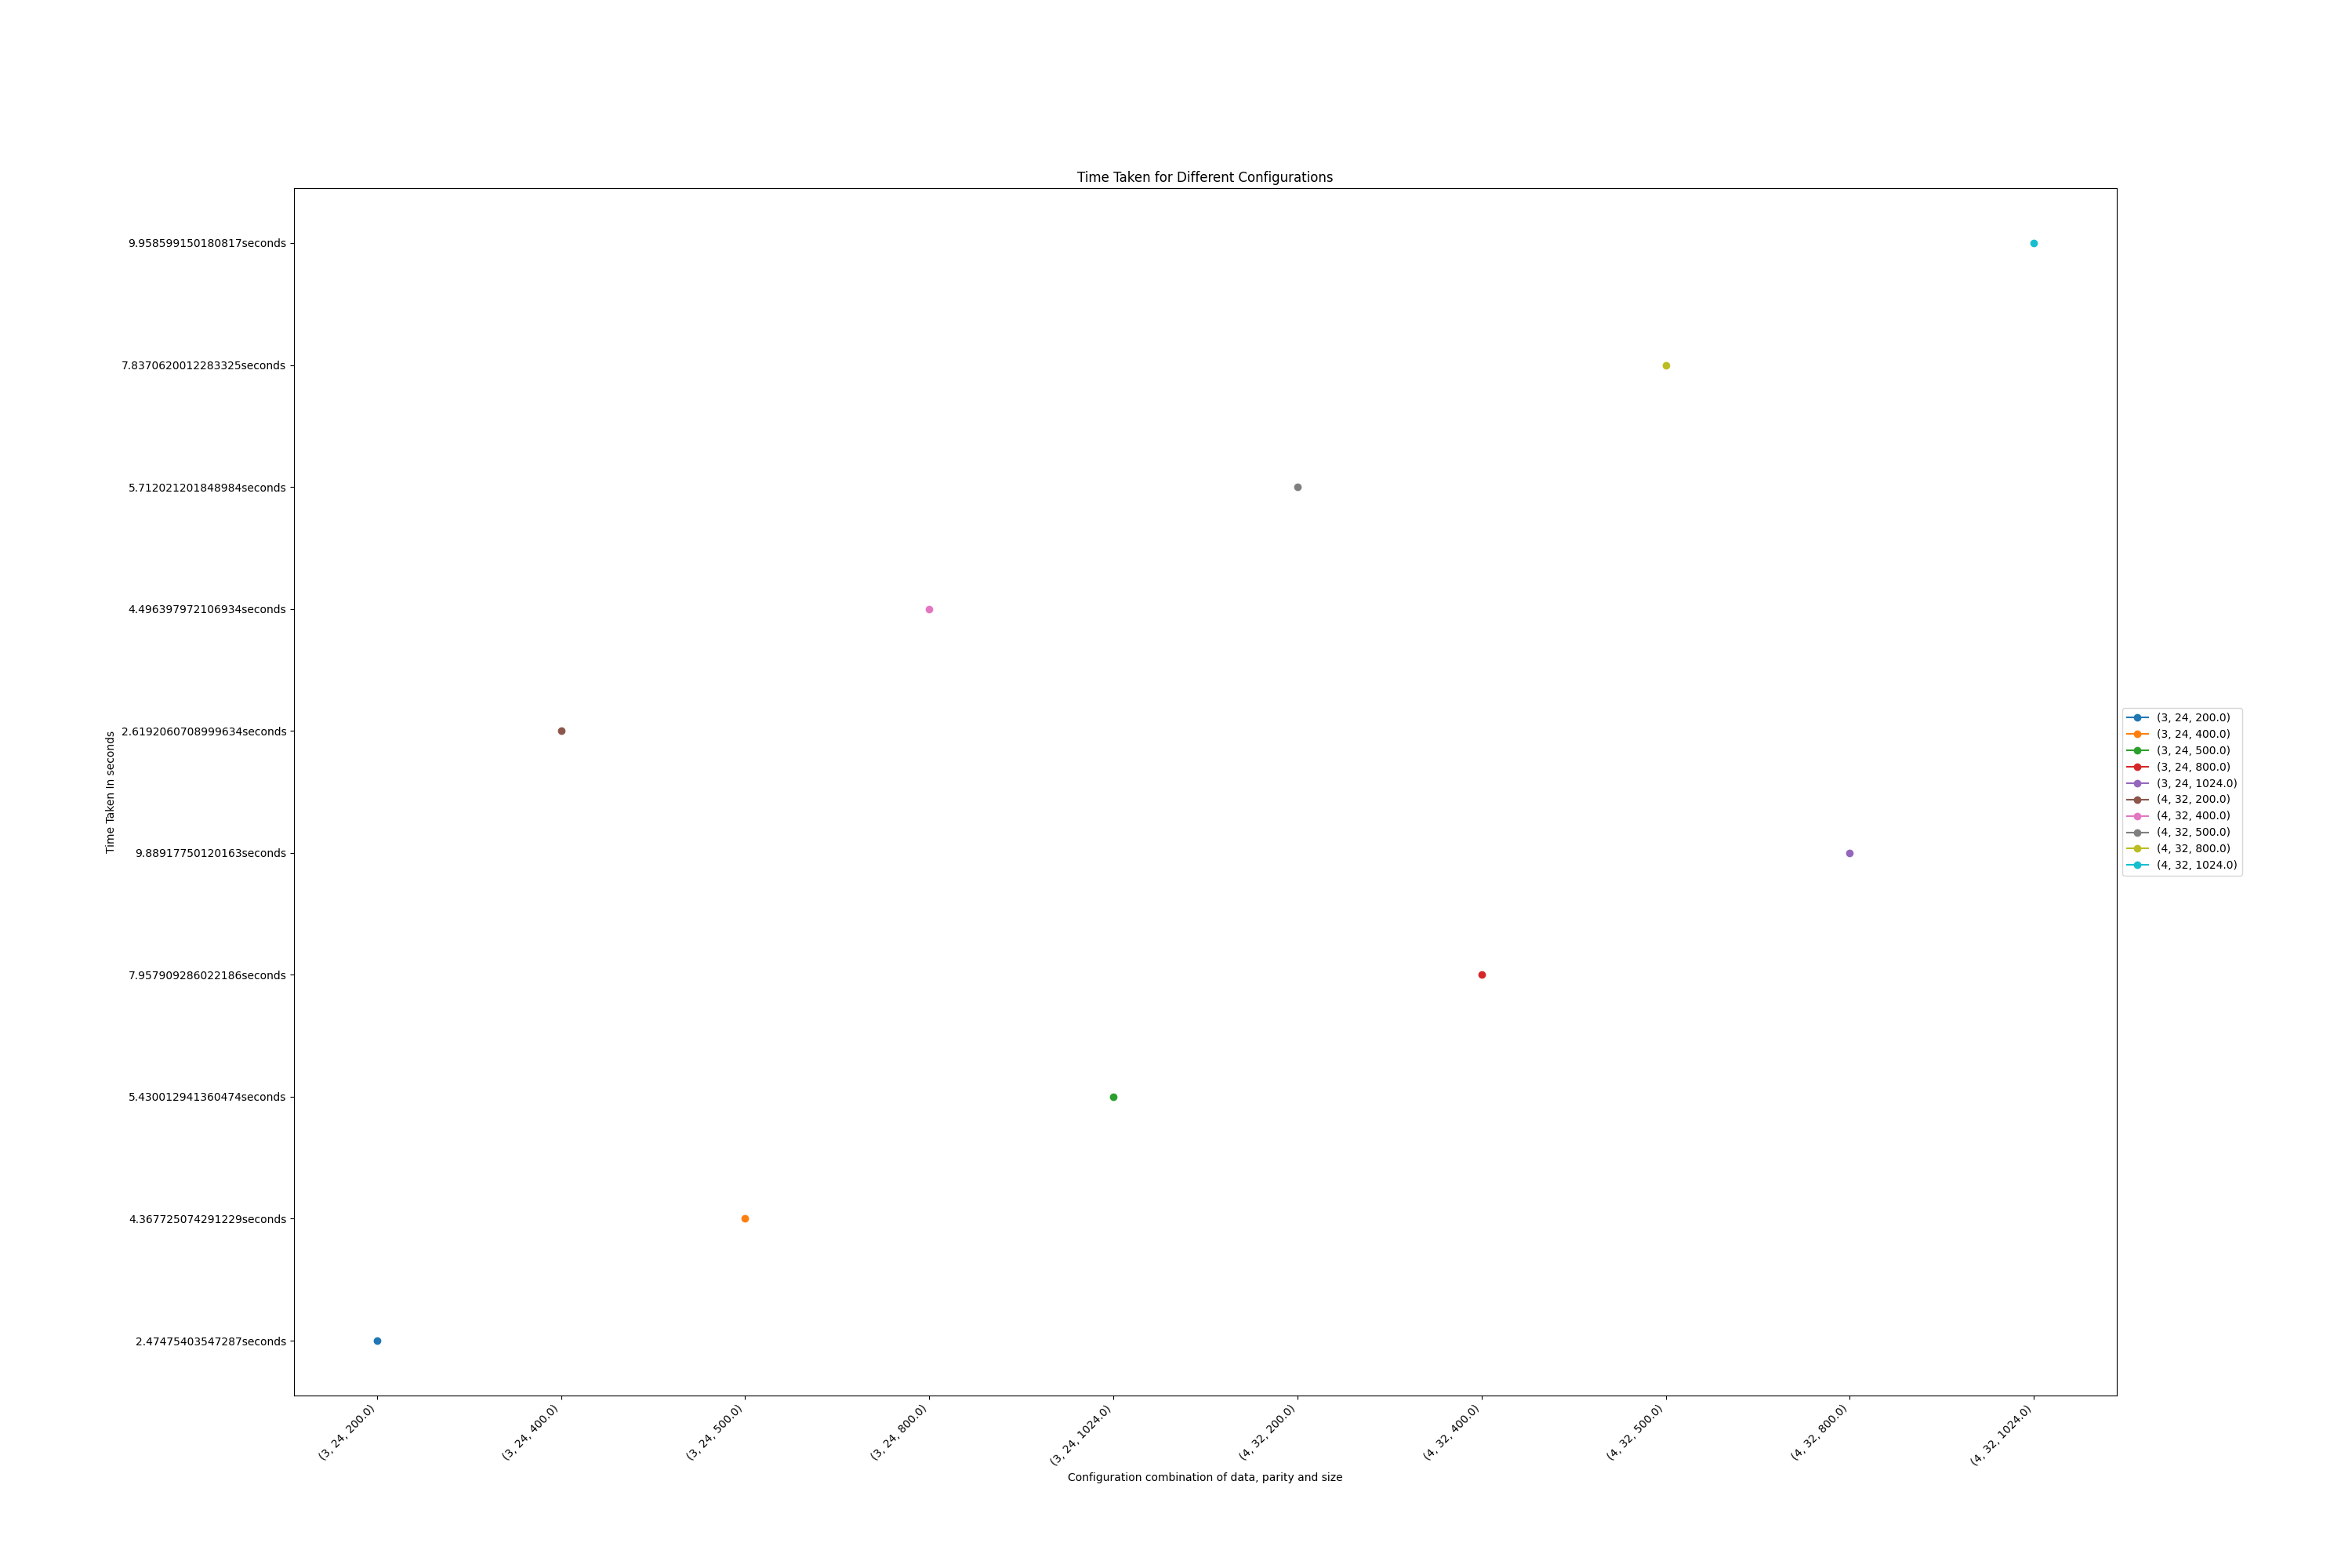 Time Taken for Different Configurations
9.958599150180817seconds
7.8370620012283325seconds
5.712021201848984seconds
4.496397972106934seconds
2.6192060708999634seconds
9.88917750120163seconds
7.957909286022186seconds
5.430012941360474seconds
4.367725074291229seconds
2.47475403547287seconds
Time Taken In seconds
(3, 24, 200.0)
(3, 24, 400.0)
(3, 24, 500.0)
(3, 24, 800.0)
(3, 24, 1024.0)
(4, 32, 200.0)
(4, 32, 400.0)
(4, 32, 500.0)
(4, 32, 800.0)
(4, 32, 1024.0)
Configuration combination of data, parity and size
(3, 24, 200.0)
(3, 24, 400.0)
(3, 24, 500.0)
(3, 24, 800.0)
(3, 24, 1024.0)
(4, 32, 200.0)
(4, 32, 400.0)
(4, 32, 500.0)
(4, 32, 800.0)
(4, 32, 1024.0)